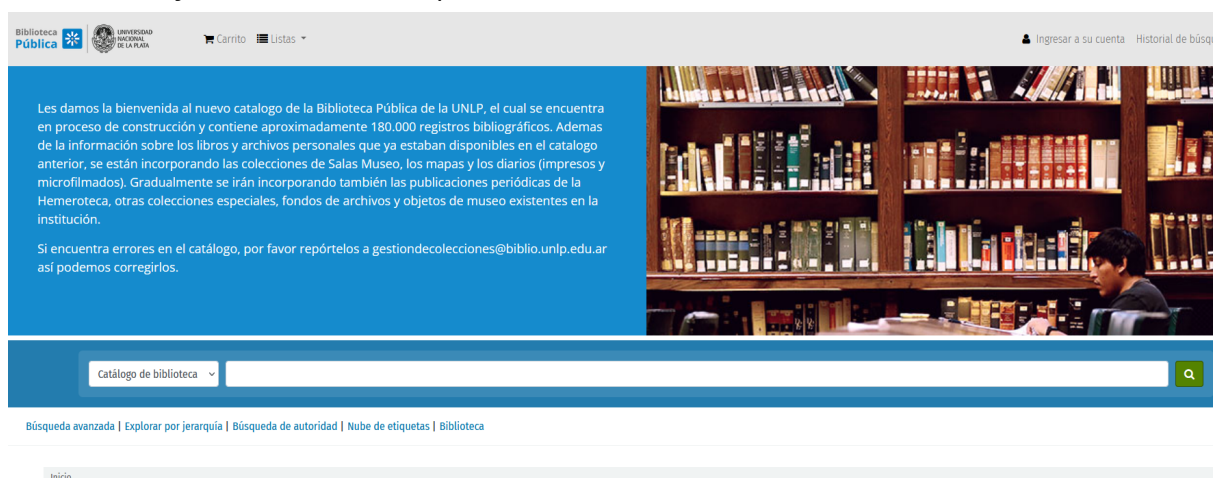 Biblioteca
Pública
UNIVERSIDAD
NACIONAL
DE LA PLATA
Carrito
Listas
Ingresar a su cuenta
Historial de búsqu
Les damos la bienvenida al nuevo catalogo de la Biblioteca Pública de la UNLP, el cual se encuentra
en proceso de construcción y contiene aproximadamente 180.000 registros bibliográficos. Ademas
de la información sobre los libros y archivos personales que ya estaban disponibles en el catalogo
anterior, se están incorporando las colecciones de Salas Museo, los mapas y los diarios (impresos y
microfilmados). Gradualmente se irán incorporando también las publicaciones periódicas de la
Hemeroteca, otras colecciones especiales, fondos de archivos y objetos de museo existentes en la
institución.
Si encuentra errores en el catálogo, por favor repórtelos a gestiondecolecciones@biblio.unlp.edu.ar
así podemos corregirlos.
Catálogo de biblioteca
Búsqueda avanzada | Explorar por jerarquía | Búsqueda de autoridad | Nube de etiquetas | Biblioteca
Inicio